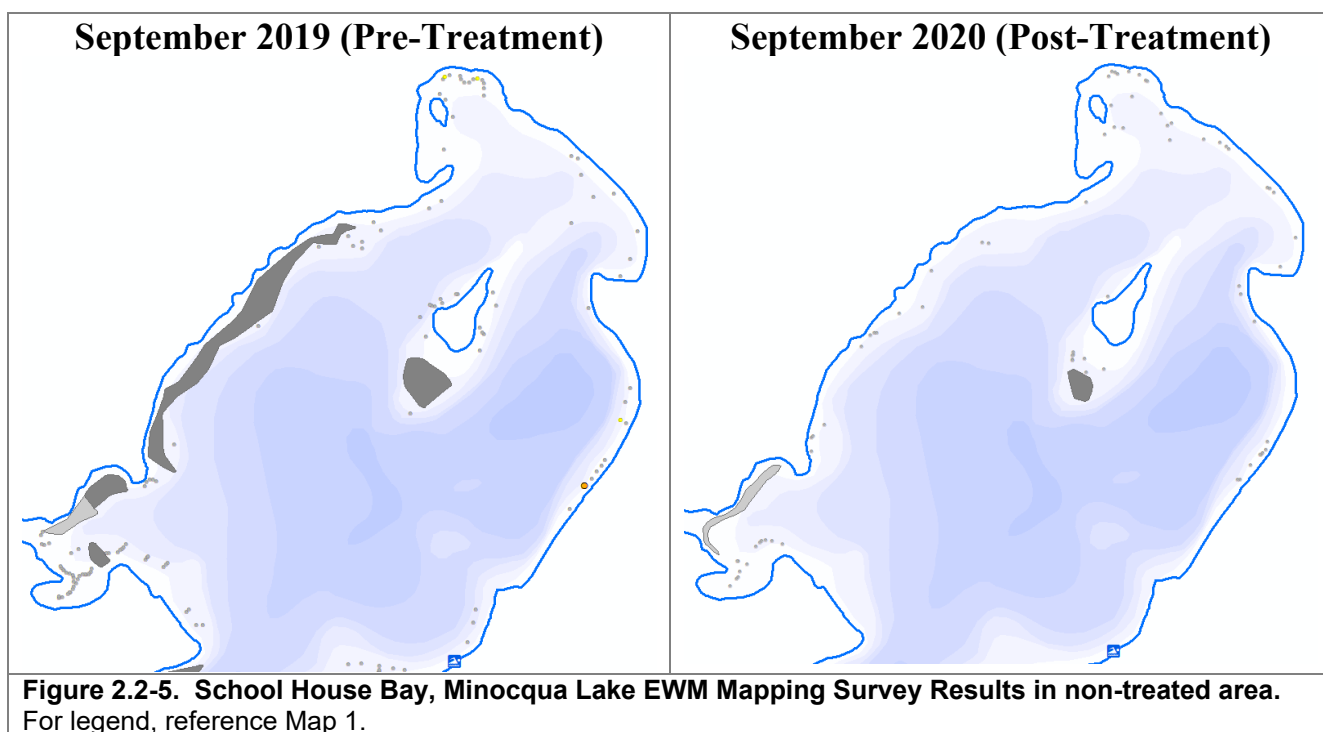 September 2019 (Pre-Treatment)
September 2020 (Post-Treatment)
Figure 2.2-5. School House Bay, Minocqua Lake EWM Mapping Survey Results in non-treated area.
For legend, reference Map 1.